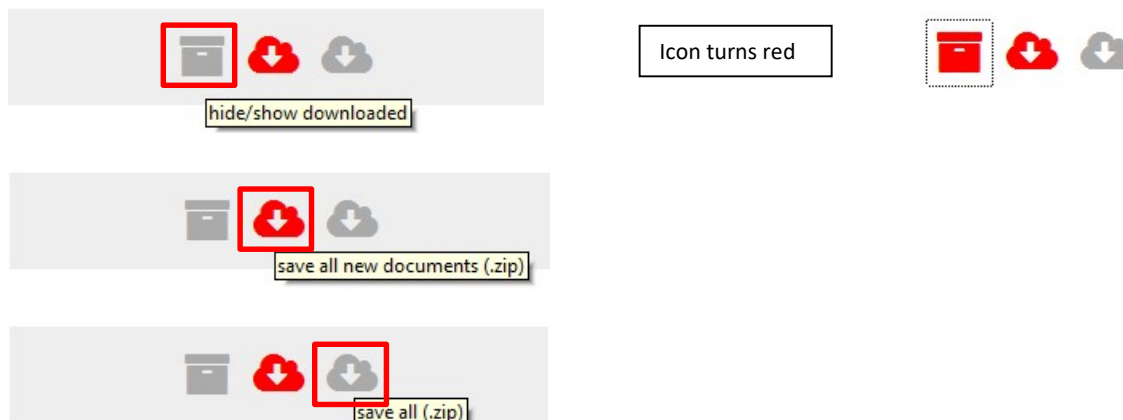 Icon turns red
hide/show downloaded
save all new documents (.zip)
save all (.zip)